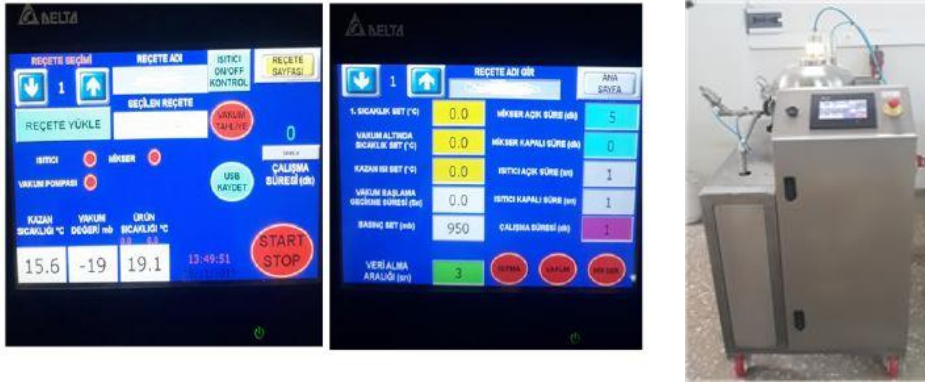 DELTA
REÇETE SEÇİMİ
REÇETE ADI
ISITICI
ON/OFF
KONTROL
REÇETE
SAYFASI
1
SEÇİLEN REÇETE
REÇETE YÜKLE
VAKUM
TAHLİYE
0
ISITICI
MİKSER
VAKUM POMPASI
USB
KAYDET
ÇALIŞMA
SÜRESİ (dk)
KAZAN
SICAKLIĞI °C
VAKUM
DEĞERİ mb
ÜRÜN
SICAKLIĞI °C
0.0 0.0
15.6
-19
19.1
13:49:51
START
STOP
DELTA
1
REÇETE ADI GİR
ANA
SAYFA
1. SICAKLIK SET (°C)
0.0
MİKSER AÇIK SÜRE (dk)
5
VAKUM ALTINDA
SICAKLIK SET (°C)
0.0
MİKSER KAPALI SÜRE (dk)
0
KAZAN ISI SET (°C)
0.0
ISITICI AÇIK SÜRE (sn)
1
VAKUM BAŞLAMA
GECİKME SÜRESİ (Sn)
0.0
ISITICI KAPALI SÜRE (sn)
1
BASINÇ SET (mb)
950
ÇALIŞMA SÜRESİ (dk)
1
VERİ ALMA
ARALIĞI (sn)
3
ISITMA
VAKUM
MİKSER